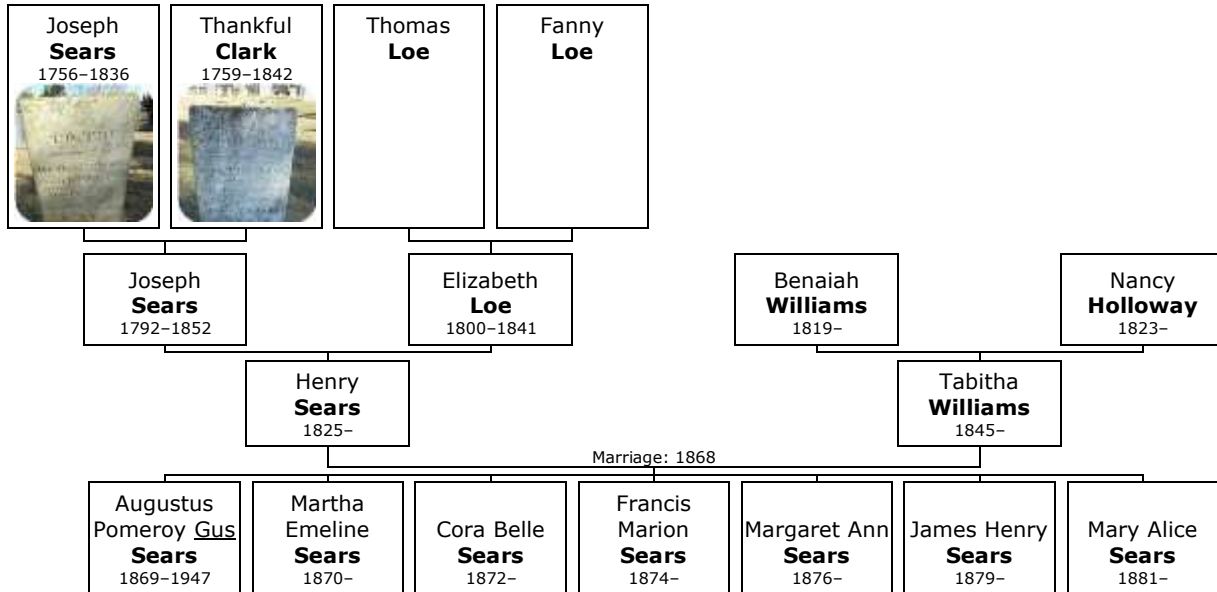 Joseph
Sears
1756–1836
Thankful
Clark
1759–1842
Thomas
Loe
Fanny
Loe
Joseph
Sears
1792–1852
Elizabeth
Loe
1800–1841
Benaiah
Williams
1819–
Nancy
Holloway
1823–
Henry
Sears
1825–
Tabitha
Williams
1845–
Marriage: 1868
Augustus
Pomeroy Gus
Sears
1869–1947
Martha
Emeline
Sears
1870–
Cora Belle
Sears
1872–
Francis
Marion
Sears
1874–
Margaret Ann
Sears
1876–
James Henry
Sears
1879–
Mary Alice
Sears
1881–